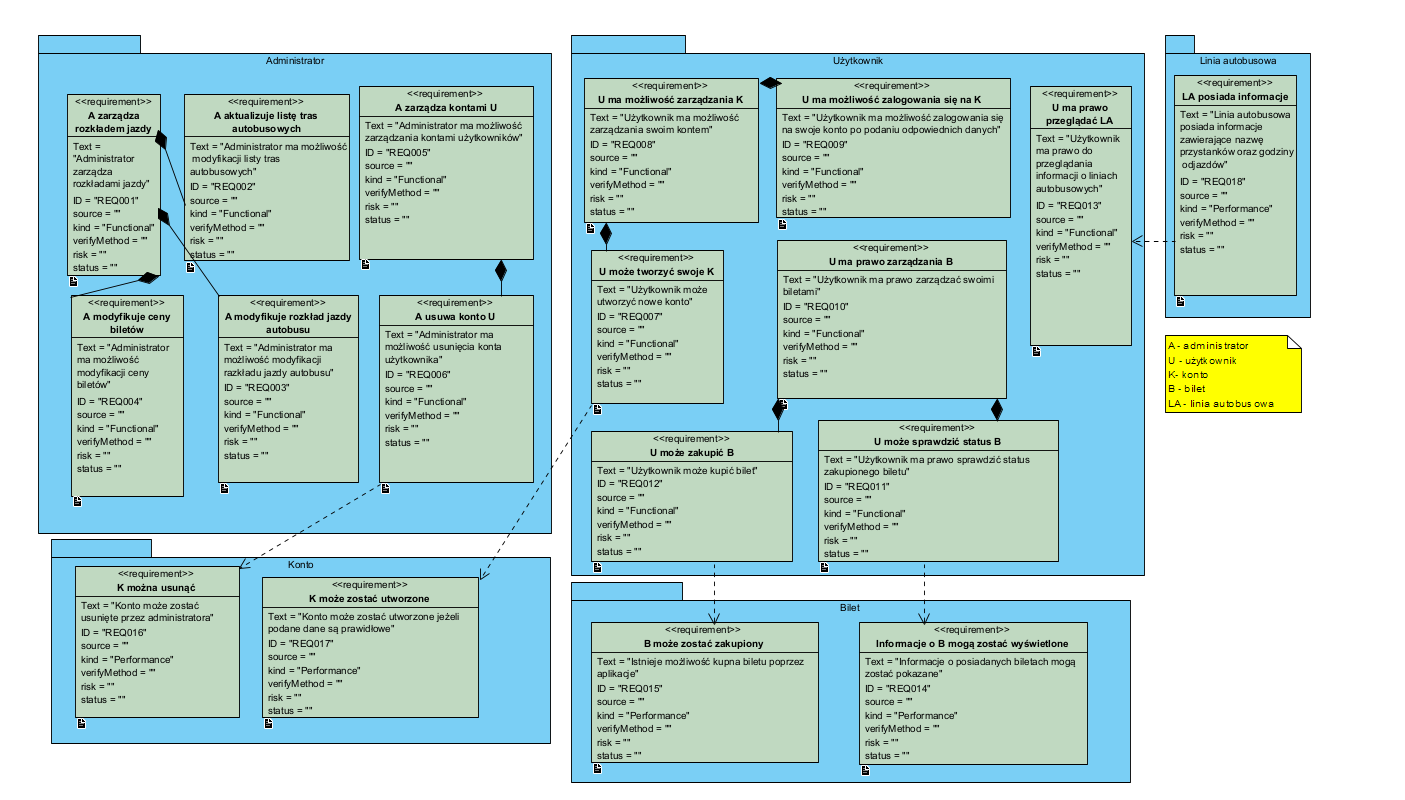 Administrator
<<requirement>>
A zarządza
rozkładem jazdy
Text =
"Administrator
zarządza
rozkładami jazdy"
ID = "REQ001"
source = ""
kind = "Functional"
verifyMethod = ""
risk = ""
status = ""
<<requirement>>
A aktualizuje listę tras
autobusowych
Text = "Administrator ma możliwość
modyfikacji listy tras
autobusowych"
ID = "REQ002"
source = ""
kind = "Functional"
verifyMethod = ""
risk = ""
status = ""
<<requirement>>
A zarządza kontami U
Text = "Administrator ma możliwość
zarządzania kontami użytkowników"
ID = "REQ005"
source = ""
kind = "Functional"
verifyMethod = ""
risk = ""
status = ""
<<requirement>>
A modyfikuje ceny
biletów
Text = "Administrator
ma możliwość
modyfikacji ceny
biletów"
ID = "REQ004"
source = ""
kind = "Functional"
verifyMethod = ""
risk = ""
status = ""
<<requirement>>
A modyfikuje rozkład jazdy
autobusu
Text = "Administrator ma
możliwość modyfikacji
razkładu jazdy autobusu"
ID = "REQ003"
source = ""
kind = "Functional"
verifyMethod = ""
risk = ""
status = ""
<<requirement>>
A usuwa konto U
Text = "Administrator ma
możliwość usunięcia konta
użytkownika"
ID = "REQ006"
source = ""
kind = "Functional"
verifyMethod = ""
risk = ""
status = ""
Użytkownik
<<requirement>>
U ma możliwość zarządzania K
Text = "Użytkownik ma możliwość
zarządzania swoim kontem"
ID = "REQ008"
source = ""
kind = "Functional"
verifyMethod = ""
risk = ""
status = ""
<<requirement>>
U ma możliwość zalogowania się na K
Text = "Użytkownik ma możliwość zalogowania się
na swoje konto po podaniu odpowiednich danych"
ID = "REQ009"
source = ""
kind = "Functional"
verifyMethod = ""
risk = ""
status = ""
<<requirement>>
U ma prawo
przeglądać LA
Text = "Użytkownik
ma prawo do
przeglądania
informacji o liniach
autobusowych"
ID = "REQ013"
source = ""
kind = "Functional"
verifyMethod = ""
risk = ""
status = ""
<<requirement>>
U może tworzyć swoje K
Text = "Użytkownik może
utworzyć nowe konto"
ID = "REQ007"
source = ""
kind = "Functional"
verifyMethod = ""
risk = ""
status = ""
<<requirement>>
U ma prawo zarządzania B
Text = "Użytkownik ma prawo zarządzać swoimi
biletami"
ID = "REQ010"
source = ""
kind = "Functional"
verifyMethod = ""
risk = ""
status = ""
<<requirement>>
U może zakupić B
Text = "Użytkownik może kupić bilet"
ID = "REQ012"
source = ""
kind = "Functional"
verifyMethod = ""
risk = ""
status = ""
<<requirement>>
U może sprawdzić status B
Text = "Użytkownik ma prawo sprawdzić status
zakupionego biletu"
ID = "REQ011"
source = ""
kind = "Functional"
verifyMethod = ""
risk = ""
status = ""
Linia autobusowa
<<requirement>>
LA posiada informacje
Text = "Linia autobusowa
posiada informacje
zawierające nazwę
przystanków oraz godziny
odjazdów"
ID = "REQ018"
source = ""
kind = "Performance"
verifyMethod = ""
risk = ""
status = ""
A - administrator
U - użytkownik
K- konto
B - bilet
LA - linia autobusowa
Konto
<<requirement>>
K można usunąć
Text = "Konto może zostać
usunięte przez administratora"
ID = "REQ016"
source = ""
kind = "Performance"
verifyMethod = ""
risk = ""
status = ""
<<requirement>>
K może zostać utworzone
Text = "Konto może zostać utworzone jeżeli
podane dane są prawidłowe"
ID = "REQ017"
source = ""
kind = "Performance"
verifyMethod = ""
risk = ""
status = ""
Bilet
<<requirement>>
B może zostać zakupiony
Text = "Istnieje możliwość kupna biletu poprzez
aplikacje"
ID = "REQ015"
source = ""
kind = "Performance"
verifyMethod = ""
risk = ""
status = ""
<<requirement>>
Informacje o B mogą zostać wyświetlone
Text = "Informacje o posiadanych biletach mogą
zostać pokazane"
ID = "REQ014"
source = ""
kind = "Performance"
verifyMethod = ""
risk = ""
status = ""